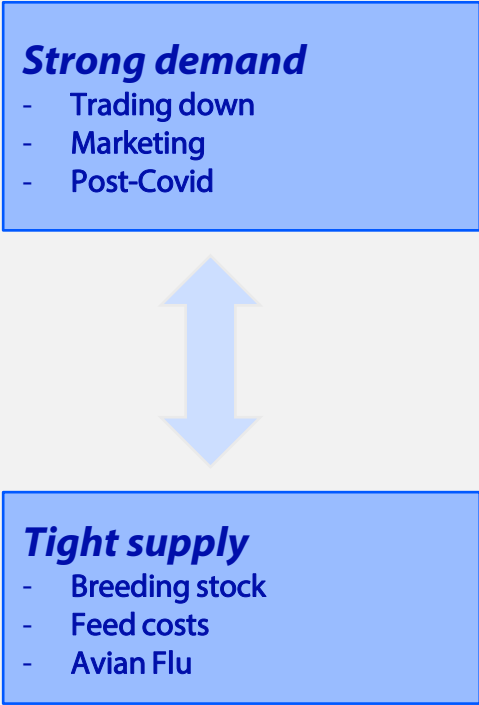 Strong demand
- Trading down
- Marketing
- Post-Covid
Tight supply
- Breeding stock
- Feed costs
- Avian Flu